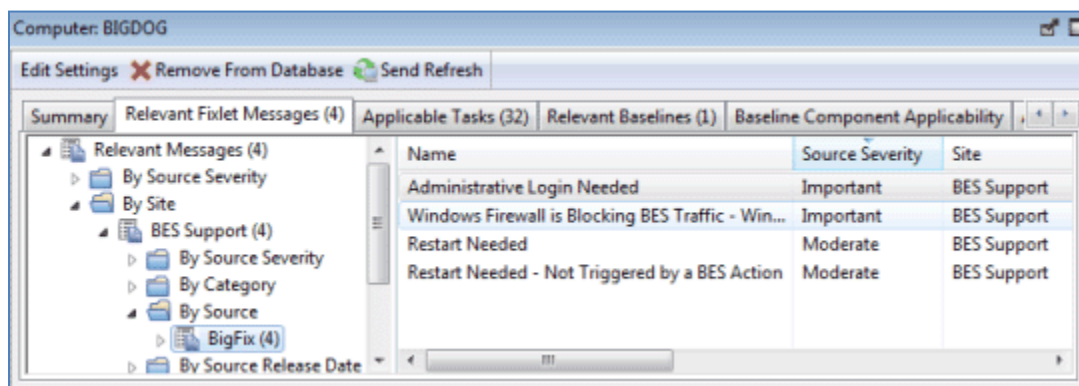 Computer: BIGDOG
Edit Settings Remove From Database Send Refresh
Summary Relevant Fixlet Messages (4) Applicable Tasks (32) Relevant Baselines (1) Baseline Component Applicability
Relevant Messages (4)
By Source Severity
By Site
BES Support (4)
By Source Severity
By Category
By Source
BigFix (4)
By Source Release Date
Name Source Severity Site
Administrative Login Needed Important BES Support
Windows Firewall is Blocking BES Traffic - Win... Important BES Support
Restart Needed Moderate BES Support
Restart Needed - Not Triggered by a BES Action Moderate BES Support